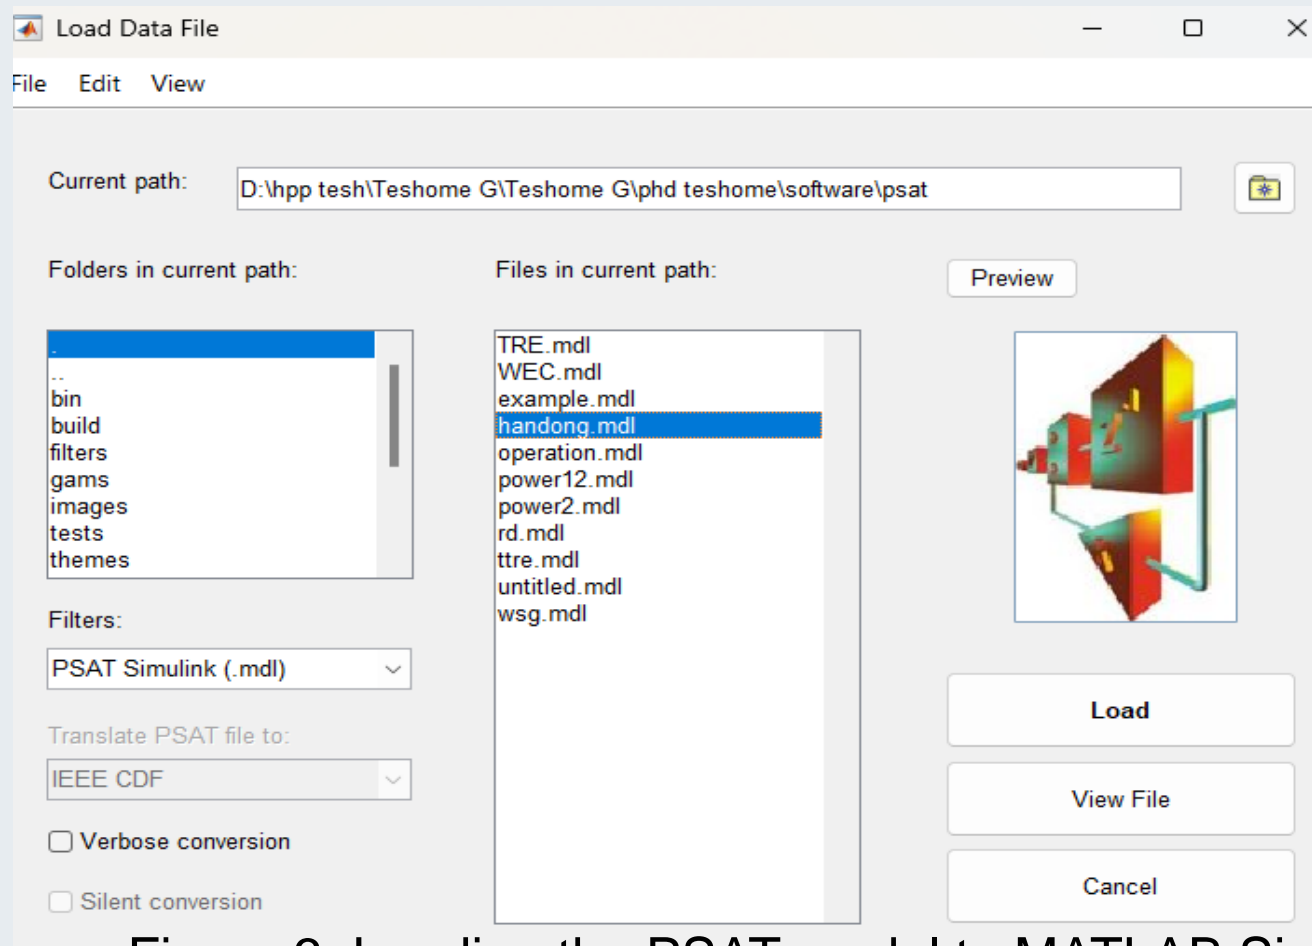 Load Data File
File Edit View
Current path:
D:\hpp tesh\Teshome G\Teshome G\phd teshome\software\psat
Folders in current path:
Files in current path:
Preview
.
..
bin
build
filters
gams
images
tests
themes
TRE.mdl
WEC.mdl
example.mdl
handong.mdl
operation.mdl
power12.mdl
power2.mdl
rd.mdl
ttre.mdl
untitled.mdl
wsg.mdl
Filters:
PSAT Simulink (.mdl)
Translate PSAT file to:
IEEE CDF
Verbose conversion
Silent conversion
Load
View File
Cancel